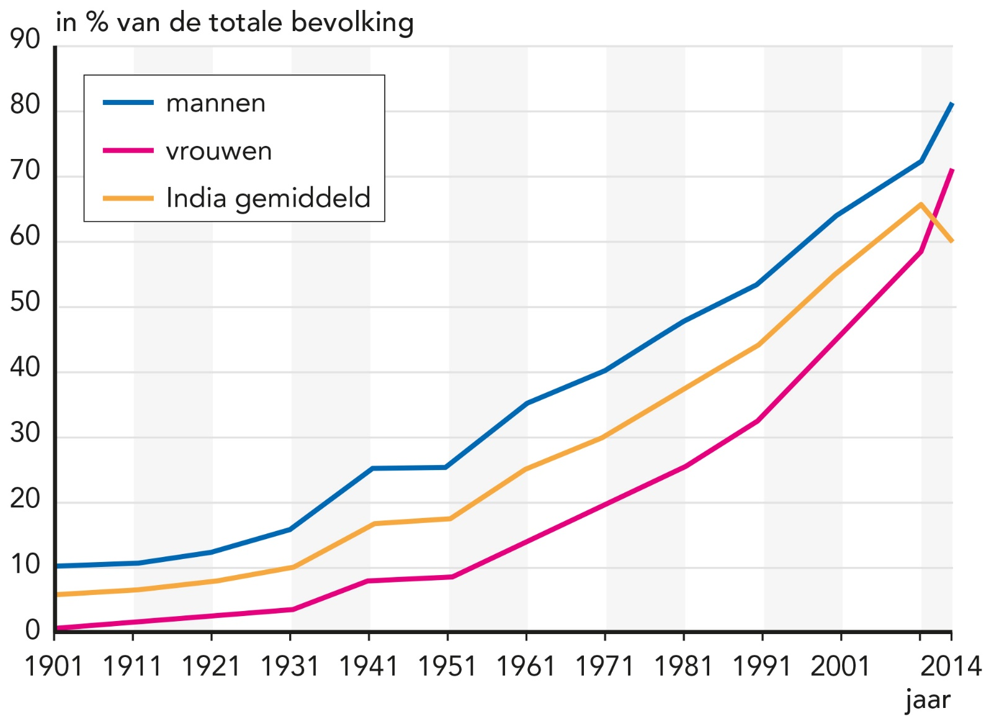 in % van de totale bevolking
90
80
70
60
50
40
30
20
10
0
mannen
vrouwen
India gemiddeld
1901 1911 1921 1931 1941 1951 1961 1971 1981 1991 2001 2014
jaar